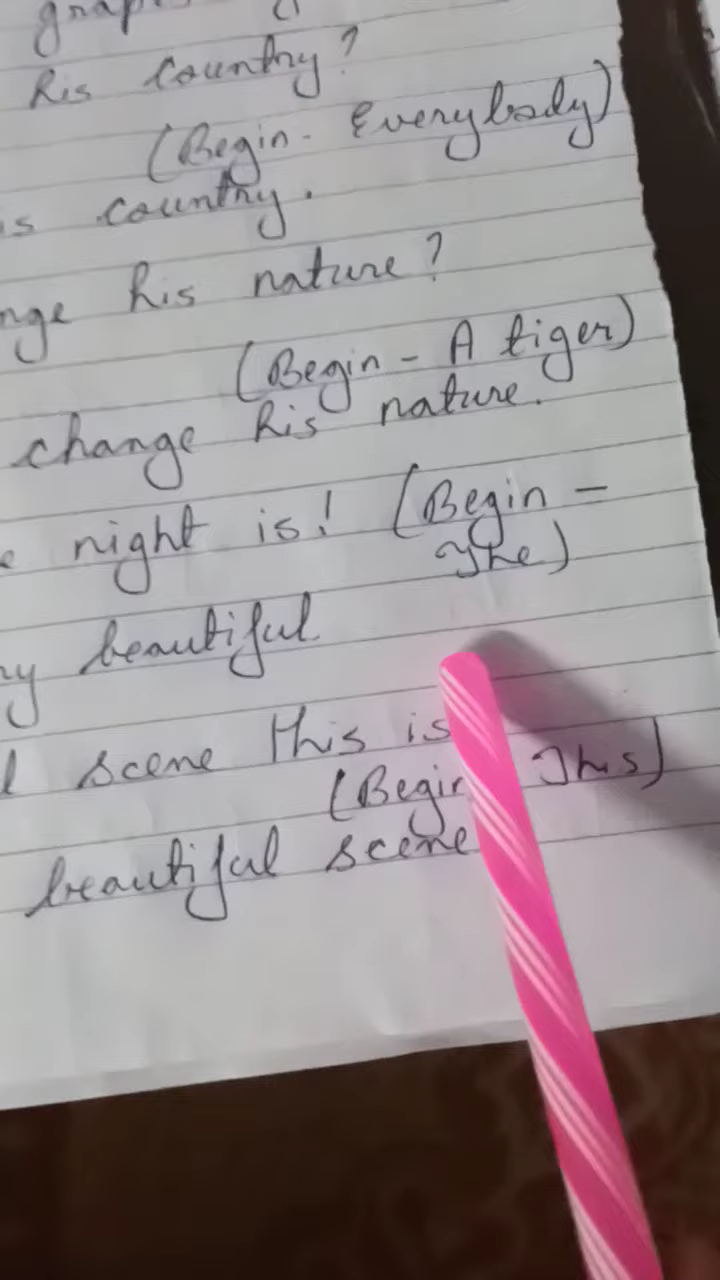 his country?
(Begin - Everybody)
is country.
nge his nature?
(Begin - A tiger)
change his nature.
e night is! (Begin -
The)
ry beautiful
l scene this is
(Begin This)
beautiful scene